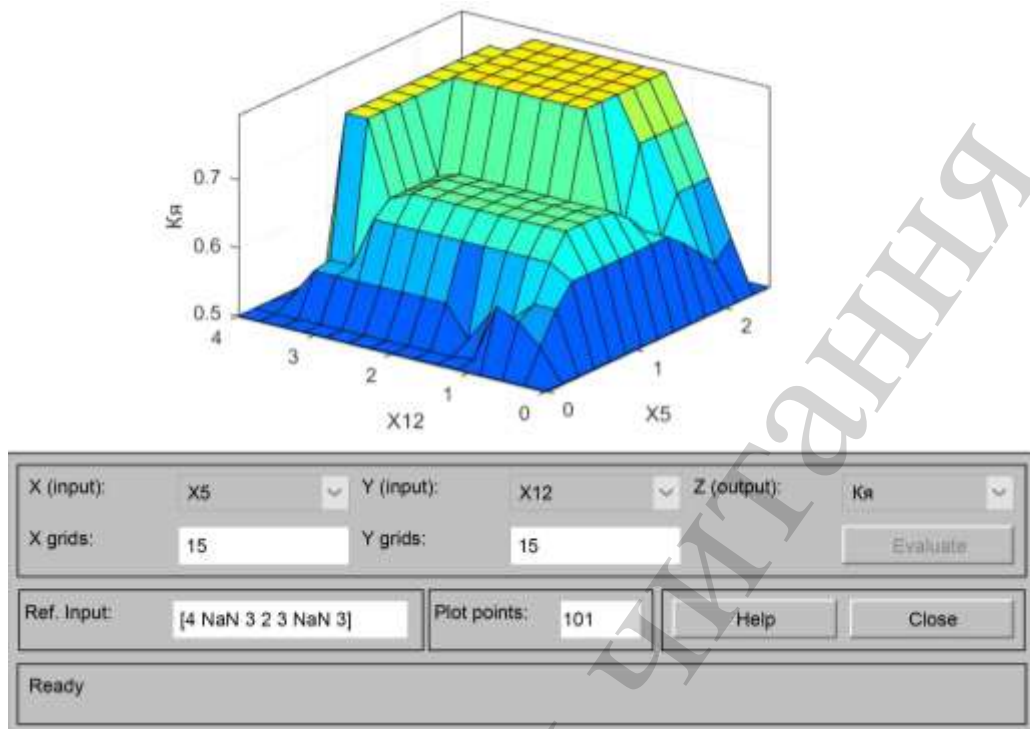 0.7
Кя
0.6
0.5
4
3
2
1
0
0
1
2
X12
X5
X (input):
X5
Y (input):
X12
Z (output):
Кя
X grids:
15
Y grids:
15
Evaluate
Ref. Input:
[4 NaN 3 2 3 NaN 3]
Plot points:
101
Help
Close
Ready
читання